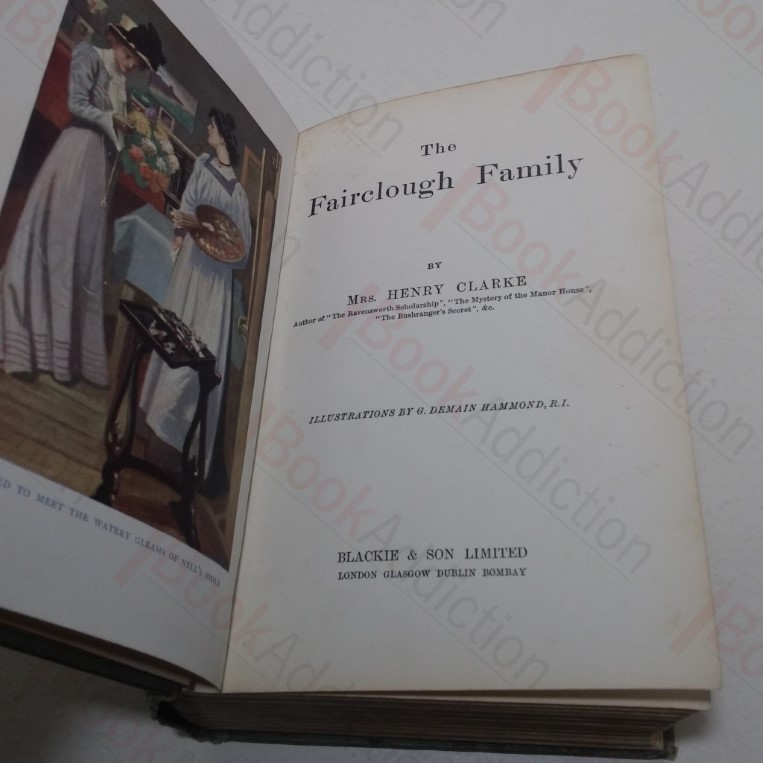 TO MEET THE WATERY GLEAMS OF NELL'S SMILE
The
Fairclough Family
BY
MRS. HENRY CLARKE
Author of "The Ravensworth Scholarship", "The Mystery of the Manor House",
"The Bushranger's Secret", &c.
ILLUSTRATIONS BY G. DEMAIN HAMMOND, R.I.
BLACKIE & SON LIMITED
LONDON GLASGOW DUBLIN BOMBAY
BookAddiction